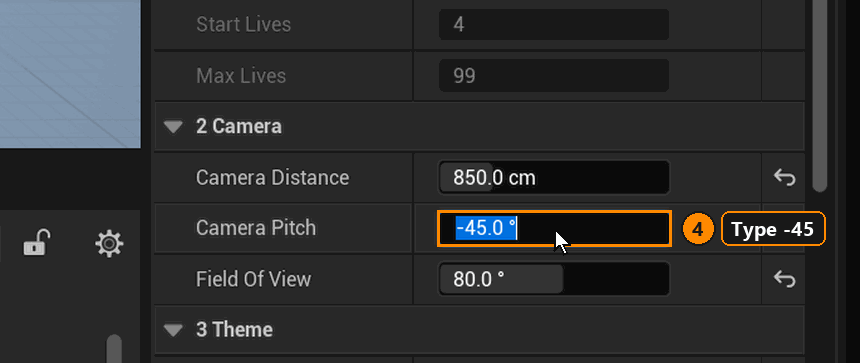 Start Lives 4
Max Lives 99
2 Camera
Camera Distance 850.0 cm
Camera Pitch -45.0 ° 4 Type -45
Field Of View 80.0 °
3 Theme